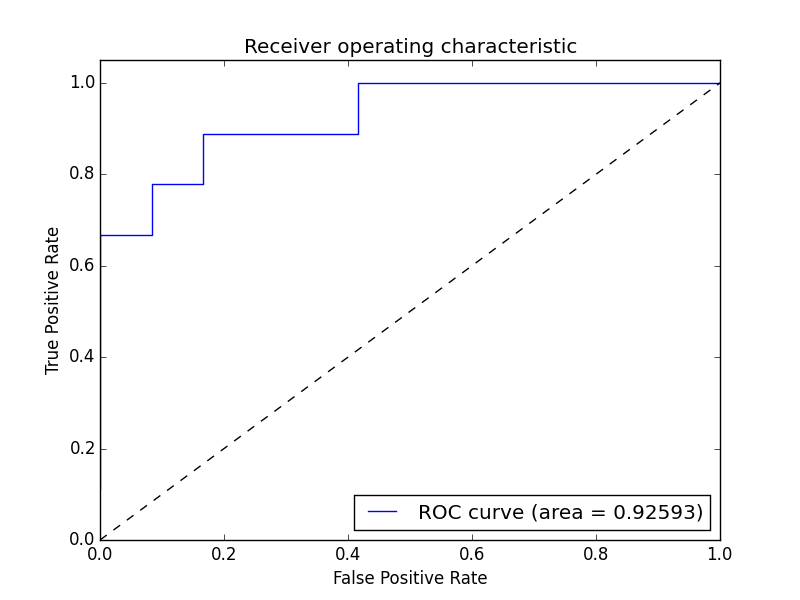 Receiver operating characteristic
True Positive Rate
1.0
0.8
0.6
0.4
0.2
0.0
ROC curve (area = 0.92593)
0.0 0.2 0.4 0.6 0.8 1.0
False Positive Rate